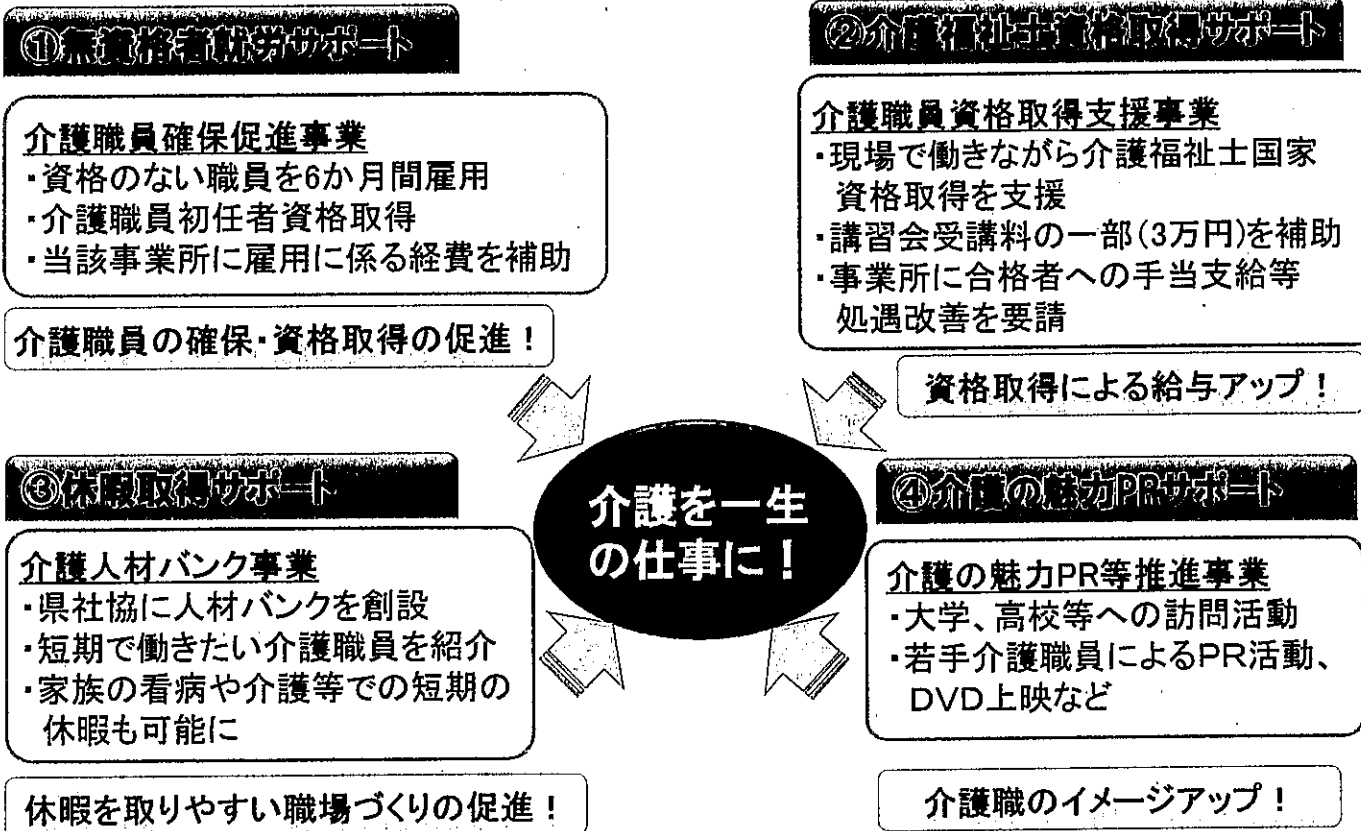 ①無資格者就労サポート
介護職員確保促進事業
・資格のない職員を6か月間雇用
・介護職員初任者資格取得
・当該事業所に雇用に係る経費を補助
介護職員の確保・資格取得の促進！
②介護福祉士資格取得サポート
介護職員資格取得支援事業
・現場で働きながら介護福祉士国家
資格取得を支援
・講習会受講料の一部(3万円)を補助
・事業所に合格者への手当支給等
処遇改善を要請
資格取得による給与アップ！
介護を一生
の仕事に！
③休暇取得サポート
介護人材バンク事業
・県社協に人材バンクを創設
・短期で働きたい介護職員を紹介
・家族の看病や介護等での短期の
休暇も可能に
休暇を取りやすい職場づくりの促進！
④介護の魅力PRサポート
介護の魅力PR等推進事業
・大学、高校等への訪問活動
・若手介護職員によるPR活動、
DVD上映など
介護職のイメージアップ！